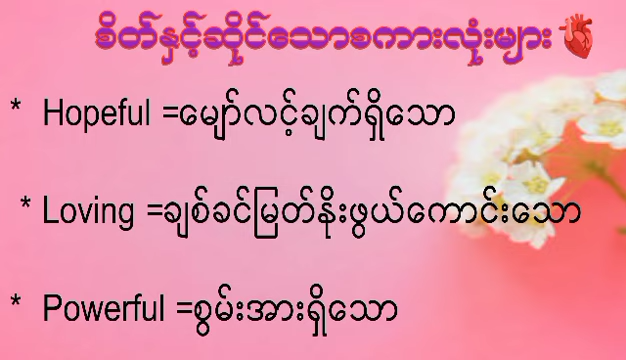 စိတ်နှင့်ဆိုင်သောစကားလုံးများ 🫀
* Hopeful =မျှော်လင့်ချက်ရှိသော
* Loving =ချစ်ခင်မြတ်နိုးဖွယ်ကောင်းသော
* Powerful =စွမ်းအားရှိသော